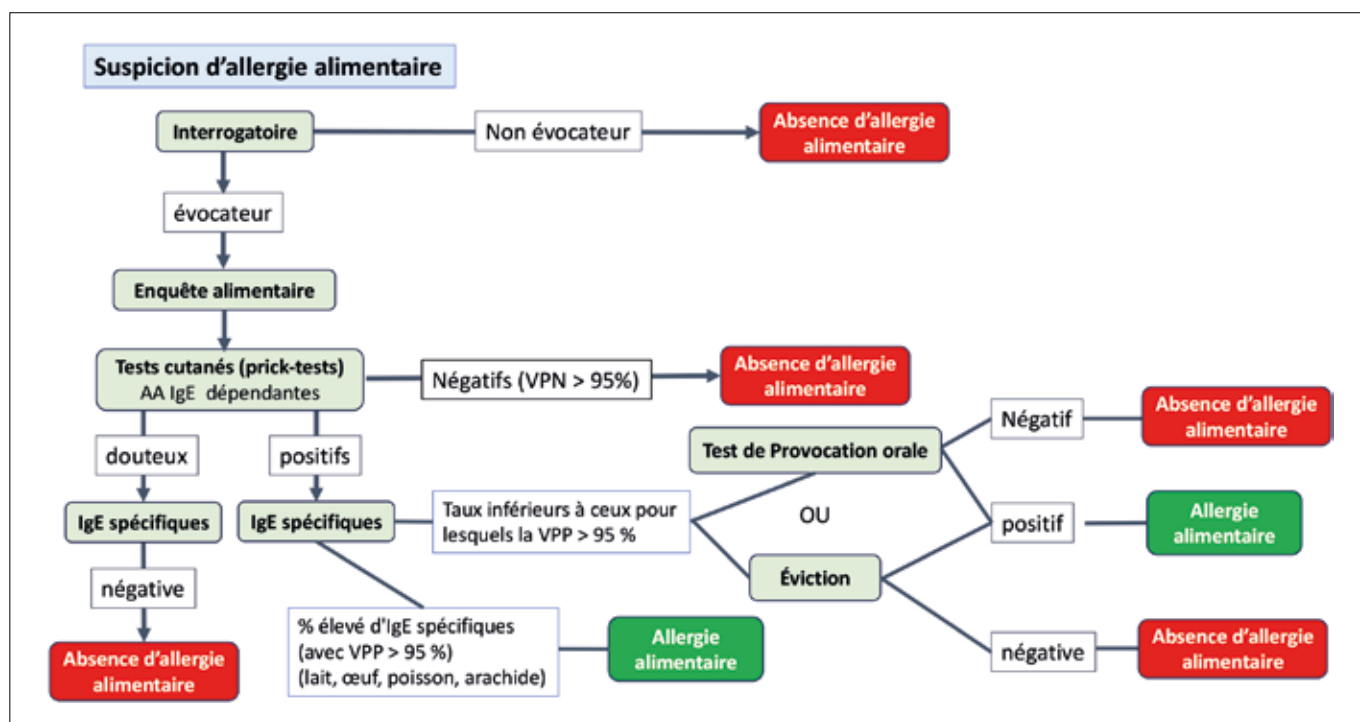 Suspicion d'allergie alimentaire
Interrogatoire
Non évocateur
Absence d'allergie
alimentaire
évocateur
Enquête alimentaire
Tests cutanés (prick-tests)
AA IgE dépendantes
Négatifs (VPN > 95%)
Absence d'allergie
alimentaire
douteux
positifs
IgE spécifiques
IgE spécifiques
négative
Absence d'allergie
alimentaire
Taux inférieurs à ceux pour
lesquels la VPP > 95 %
% élevé d'IgE spécifiques
(avec VPP > 95 %)
(lait, œuf, poisson, arachide)
Allergie
alimentaire
Test de Provocation orale
OU
Éviction
Négatif
Absence d'allergie
alimentaire
positif
Allergie
alimentaire
négative
Absence d'allergie
alimentaire